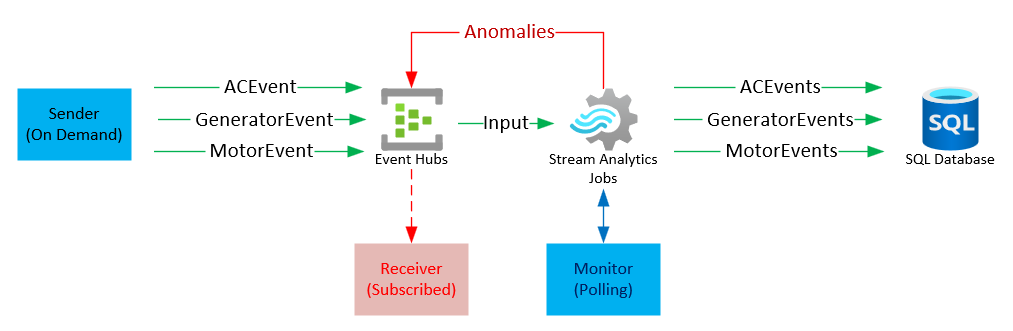 Anomalies
Sender
(On Demand)
ACEvent
GeneratorEvent
MotorEvent
Event Hubs
Input
Stream Analytics
Jobs
ACEvents
GeneratorEvents
MotorEvents
SQL
SQL Database
Receiver
(Subscribed)
Monitor
(Polling)